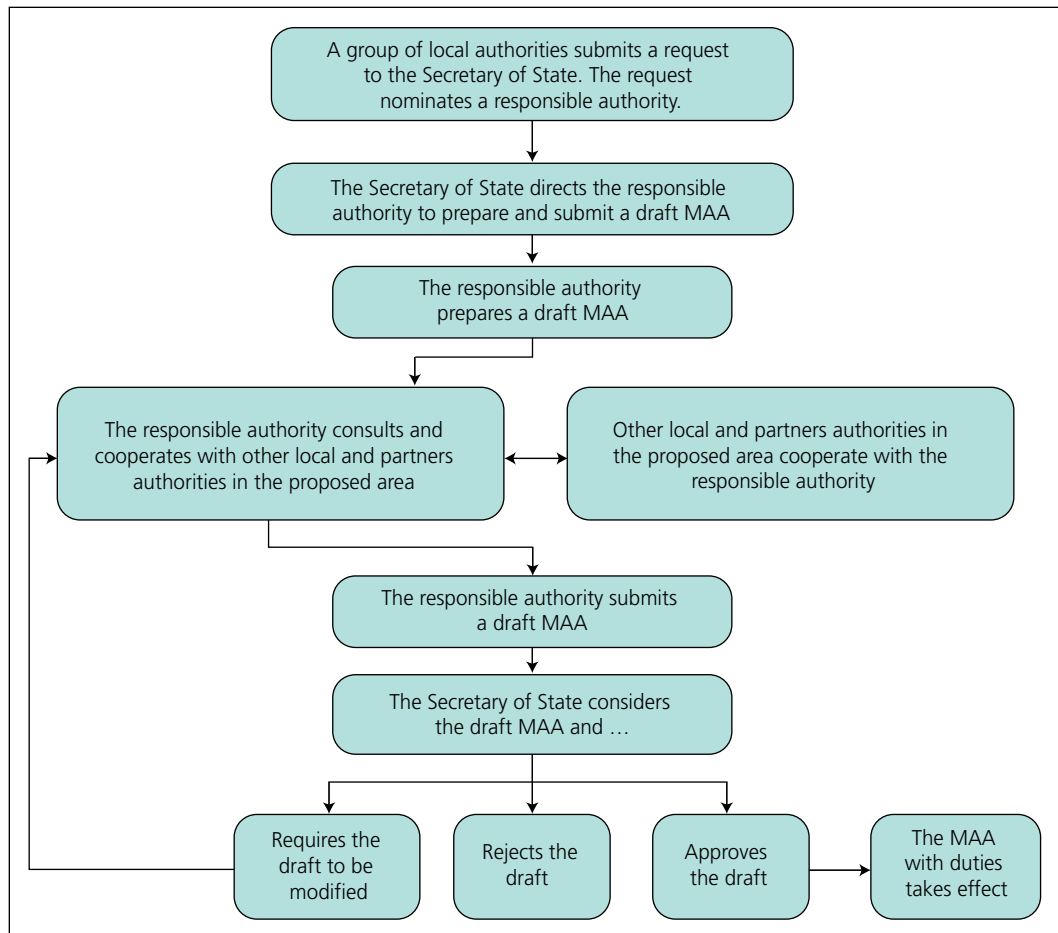 A group of local authorities submits a request
to the Secretary of State. The request
nominates a responsible authority.
The Secretary of State directs the responsible
authority to prepare and submit a draft MAA
The responsible authority
prepares a draft MAA
The responsible authority consults and
cooperates with other local and partners
authorities in the proposed area
Other local and partners authorities in
the proposed area cooperate with the
responsible authority
The responsible authority submits
a draft MAA
The Secretary of State considers
the draft MAA and …
Requires the
draft to be
modified
Rejects the
draft
Approves
the draft
The MAA
with duties
takes effect